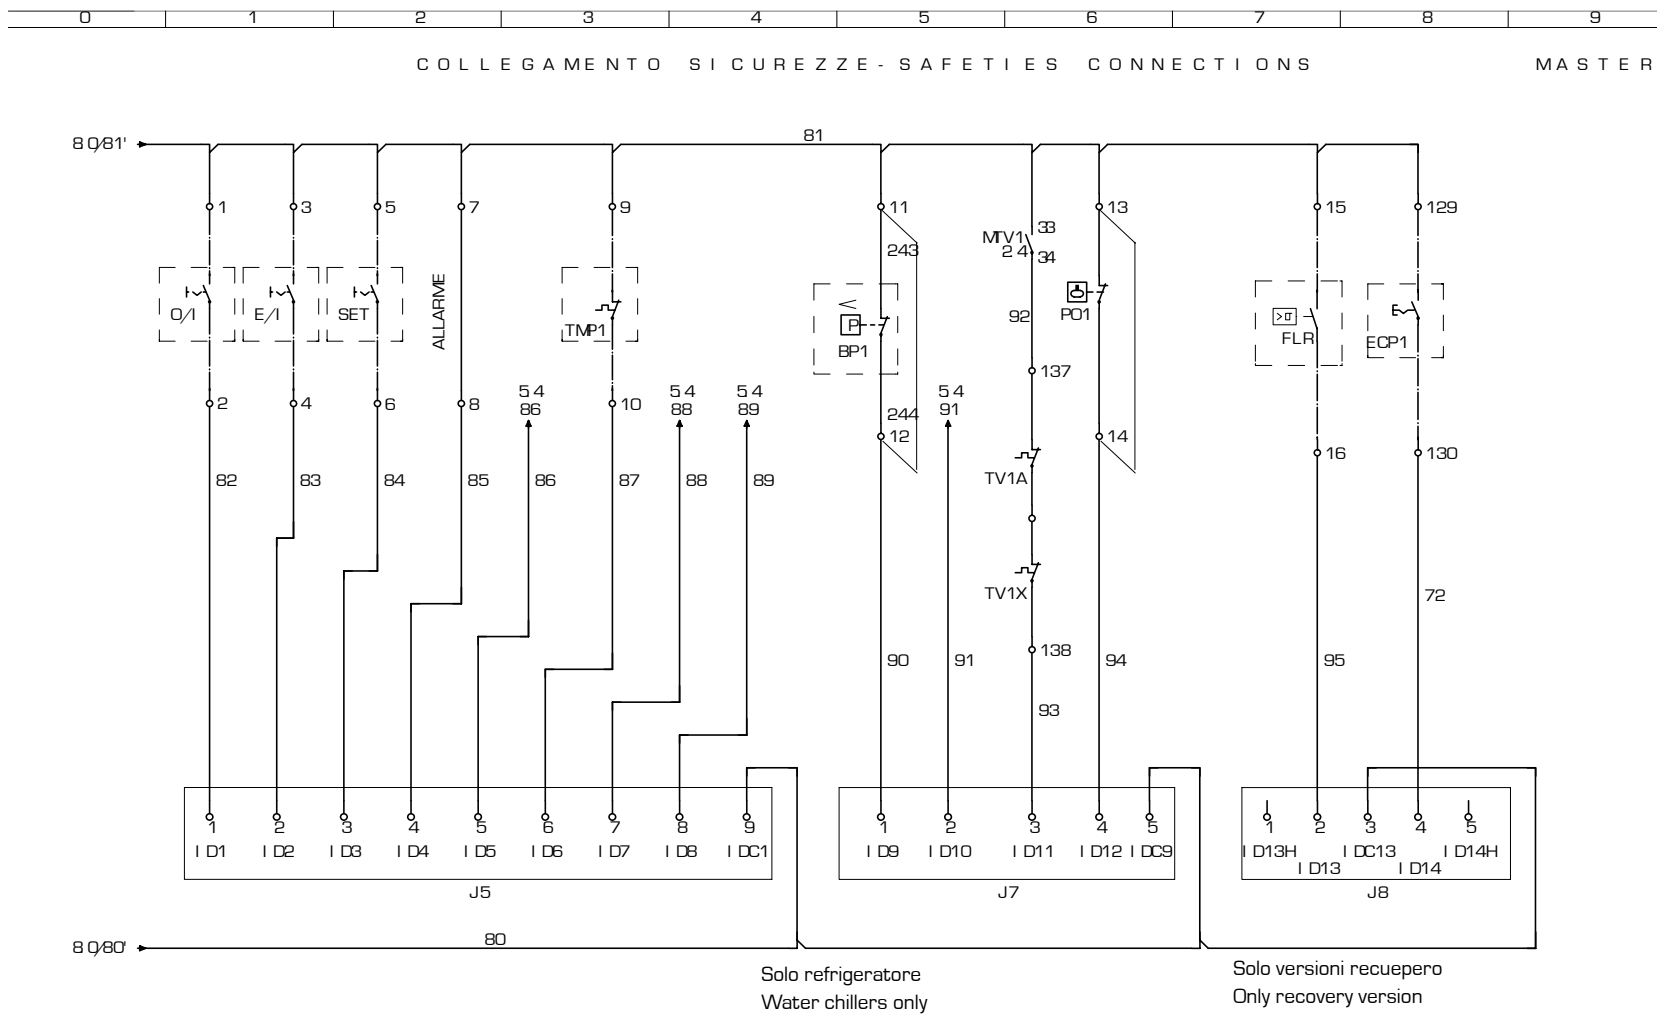 0 1 2 3 4 5 6 7 8 9
COLLEGAMENTO SICUREZZE - SAFETIES CONNECTIONS MASTER
80/81' 81
1 3 5 7 9 11 13 15 129
243 MTV1 33
24 34
O/I E/I SET ALLARME TMP1 < P BP1 92 PO1 >□ FLR ECP1
137
2 4 6 8 54 10 54 54 244 54
86 88 89 12 91 14
16 130
82 83 84 85 86 87 88 89 TV1A
TV1X 72
138
90 91 94 95
93
1 2 3 4 5 6 7 8 9 1 2 3 4 5 1 2 3 4 5
ID1 ID2 ID3 ID4 ID5 ID6 ID7 ID8 IDC1 ID9 ID10 ID11 ID12 IDC9 ID13H IDC13 ID14H
ID13 ID14
J5 J7 J8
80/80' 80
Solo refrigeratore Solo versioni recuepero
Water chillers only Only recovery version